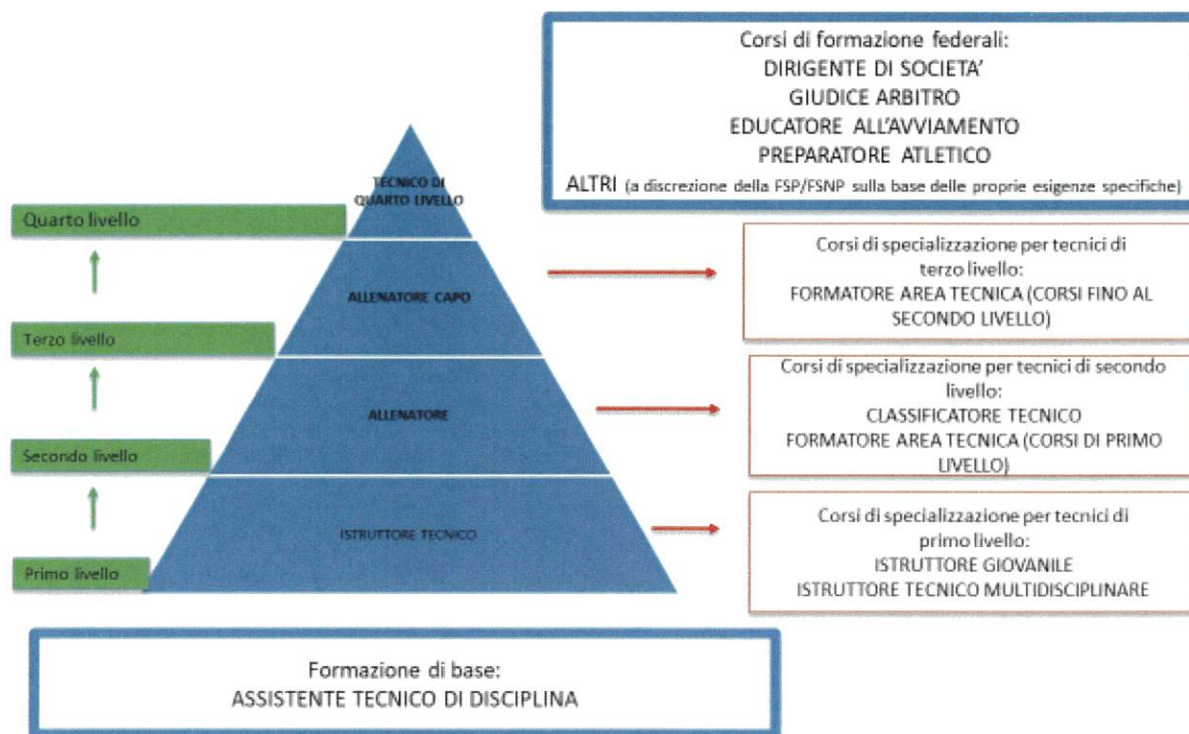 Corsi di formazione federali:
DIRIGENTE DI SOCIETA'
GIUDICE ARBITRO
EDUCATORE ALL'AVVIAMENTO
PREPARATORE ATLETICO
ALTRI (a discrezione della FSP/FSNP sulla base delle proprie esigenze specifiche)
TECNICO DI
QUARTO LIVELLO
Quarto livello
Corsi di specializzazione per tecnici di
terzo livello:
FORMATORE AREA TECNICA (CORSI FINO AL
SECONDO LIVELLO)
ALLENATORE CAPO
Terzo livello
Corsi di specializzazione per tecnici di secondo
livello:
CLASSIFICATORE TECNICO
FORMATORE AREA TECNICA (CORSI DI PRIMO
LIVELLO)
ALLENATORE
Secondo livello
Corsi di specializzazione per tecnici di
primo livello:
ISTRUTTORE GIOVANILE
ISTRUTTORE TECNICO MULTIDISCIPLINARE
ISTRUTTORE TECNICO
Primo livello
Formazione di base:
ASSISTENTE TECNICO DI DISCIPLINA